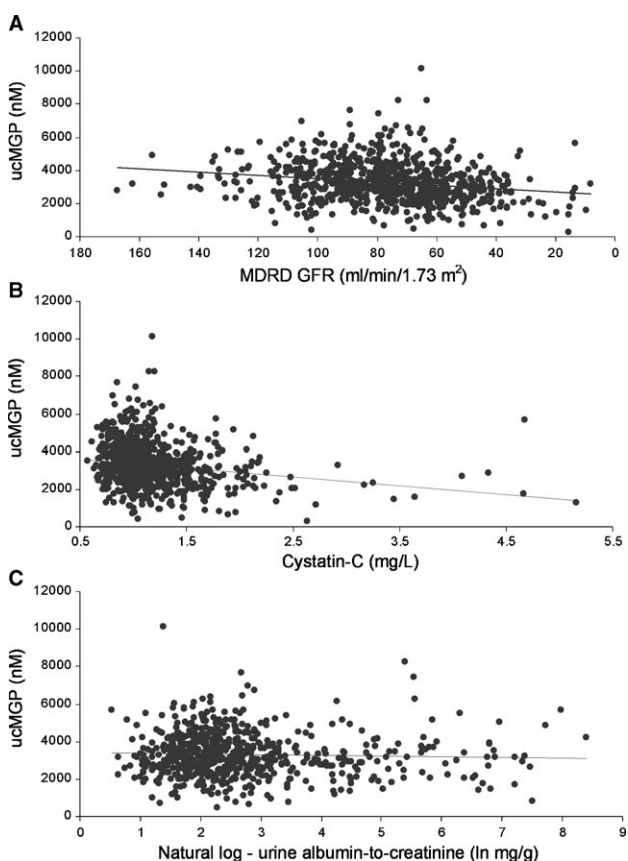 A
12000
10000
8000
6000
4000
2000
0
ucMGP (nM)
180 160 140 120 100 80 60 40 20 0
MDRD GFR (ml/min/1.73 m²)
B
12000
10000
8000
6000
4000
2000
0
ucMGP (nM)
0.5 1.5 2.5 3.5 4.5 5.5
Cystatin-C (mg/L)
C
12000
10000
8000
6000
4000
2000
0
ucMGP (nM)
0 1 2 3 4 5 6 7 8 9
Natural log - urine albumin-to-creatinine (ln mg/g)